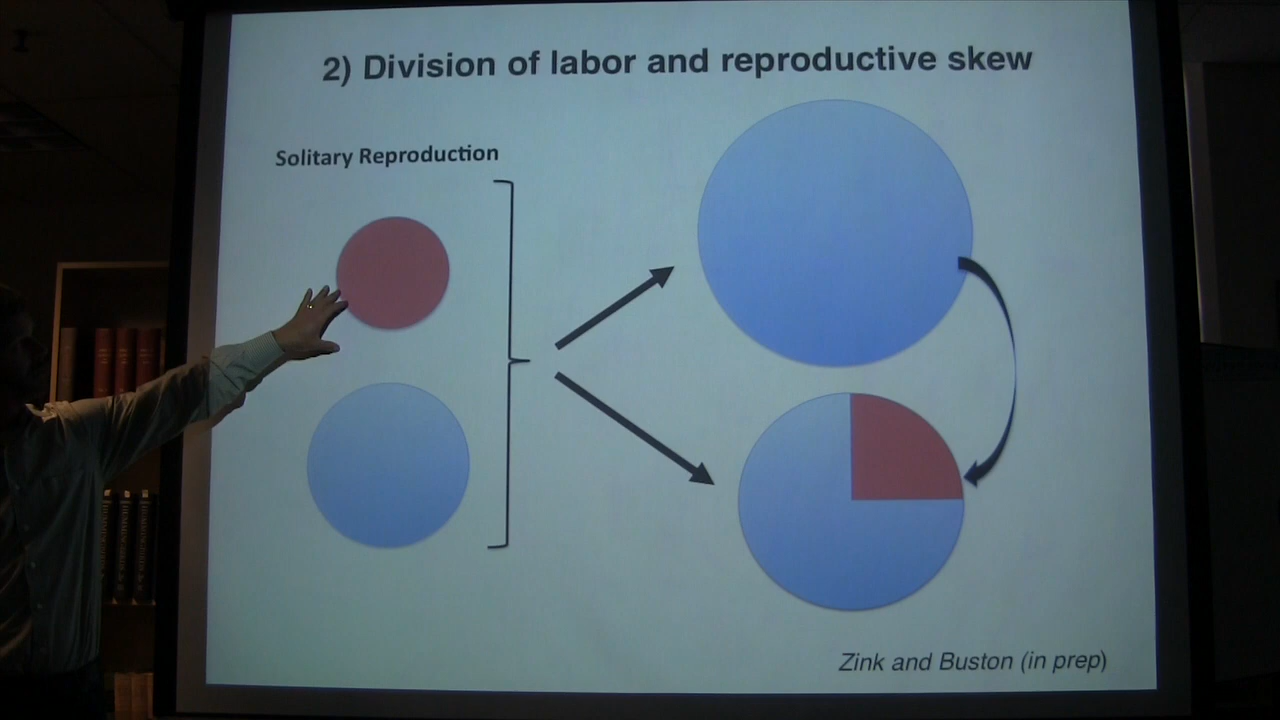 2) Division of labor and reproductive skew
Solitary Reproduction
Zink and Buston (in prep)